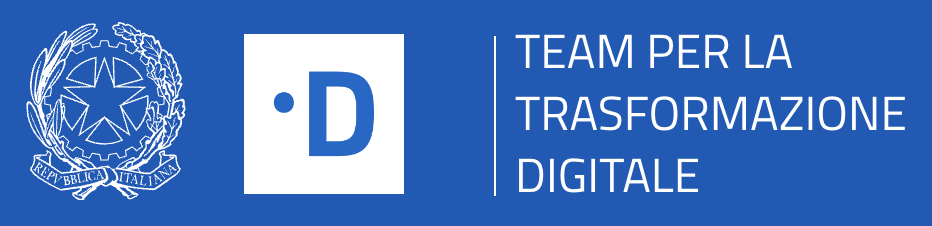 REPVBBLICA ITALIANA
·D
TEAM PER LA
TRASFORMAZIONE
DIGITALE